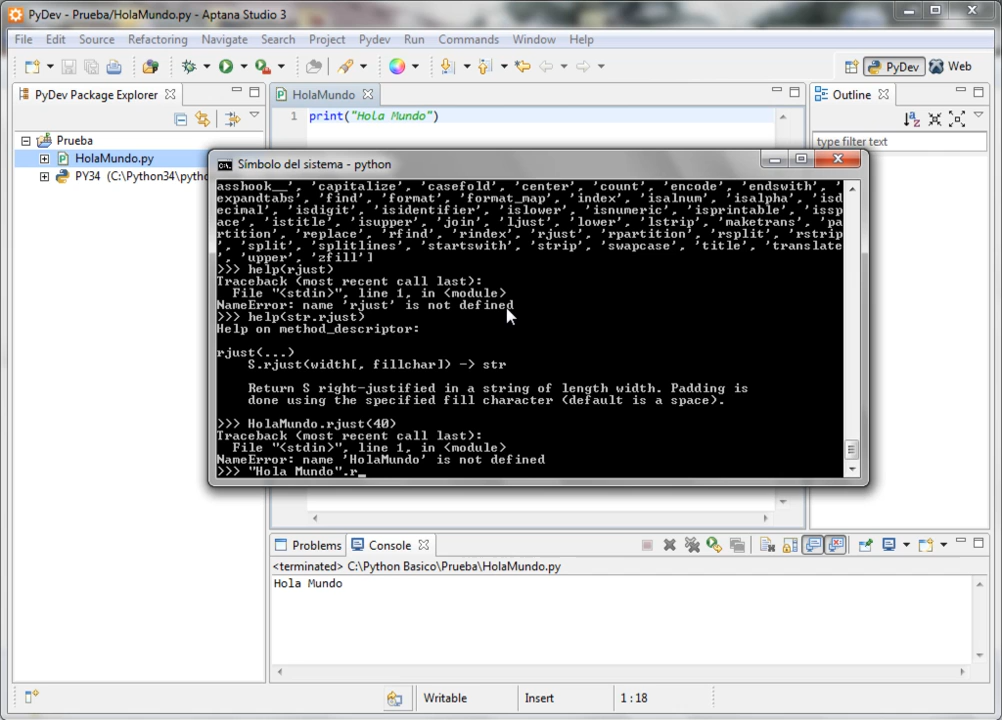 PyDev - Prueba/HolaMundo.py - Aptana Studio 3
File Edit Source Refactoring Navigate Search Project Pydev Run Commands Window Help
PyDev Web
PyDev Package Explorer
HolaMundo
Outline
1 print("Hola Mundo")
type filter text
Prueba
HolaMundo.py
PY34 (C:\Python34\pytho
Símbolo del sistema - python
asshook__', 'capitalize', 'casefold', 'center', 'count', 'encode', 'endswith', '
expandtabs', 'find', 'format', 'format_map', 'index', 'isalnum', 'isalpha', 'isd
ecimal', 'isdigit', 'isidentifier', 'islower', 'isnumeric', 'isprintable', 'issp
ace', 'istitle', 'isupper', 'join', 'ljust', 'lower', 'lstrip', 'maketrans', 'pa
rtition', 'replace', 'rfind', 'rindex', 'rjust', 'rpartition', 'rsplit', 'rstrip
', 'split', 'splitlines', 'startswith', 'strip', 'swapcase', 'title', 'translate
', 'upper', 'zfill']
>>> help(rjust)
Traceback (most recent call last):
File "<stdin>", line 1, in <module>
NameError: name 'rjust' is not defined
>>> help(str.rjust)
Help on method_descriptor:
rjust(...)
S.rjust(width[, fillchar]) -> str
Return S right-justified in a string of length width. Padding is
done using the specified fill character (default is a space).
>>> HolaMundo.rjust(40)
Traceback (most recent call last):
File "<stdin>", line 1, in <module>
NameError: name 'HolaMundo' is not defined
>>> "Hola Mundo".r_
Problems Console
<terminated> C:\Python Basico\Prueba\HolaMundo.py
Hola Mundo
Writable Insert 1 : 18